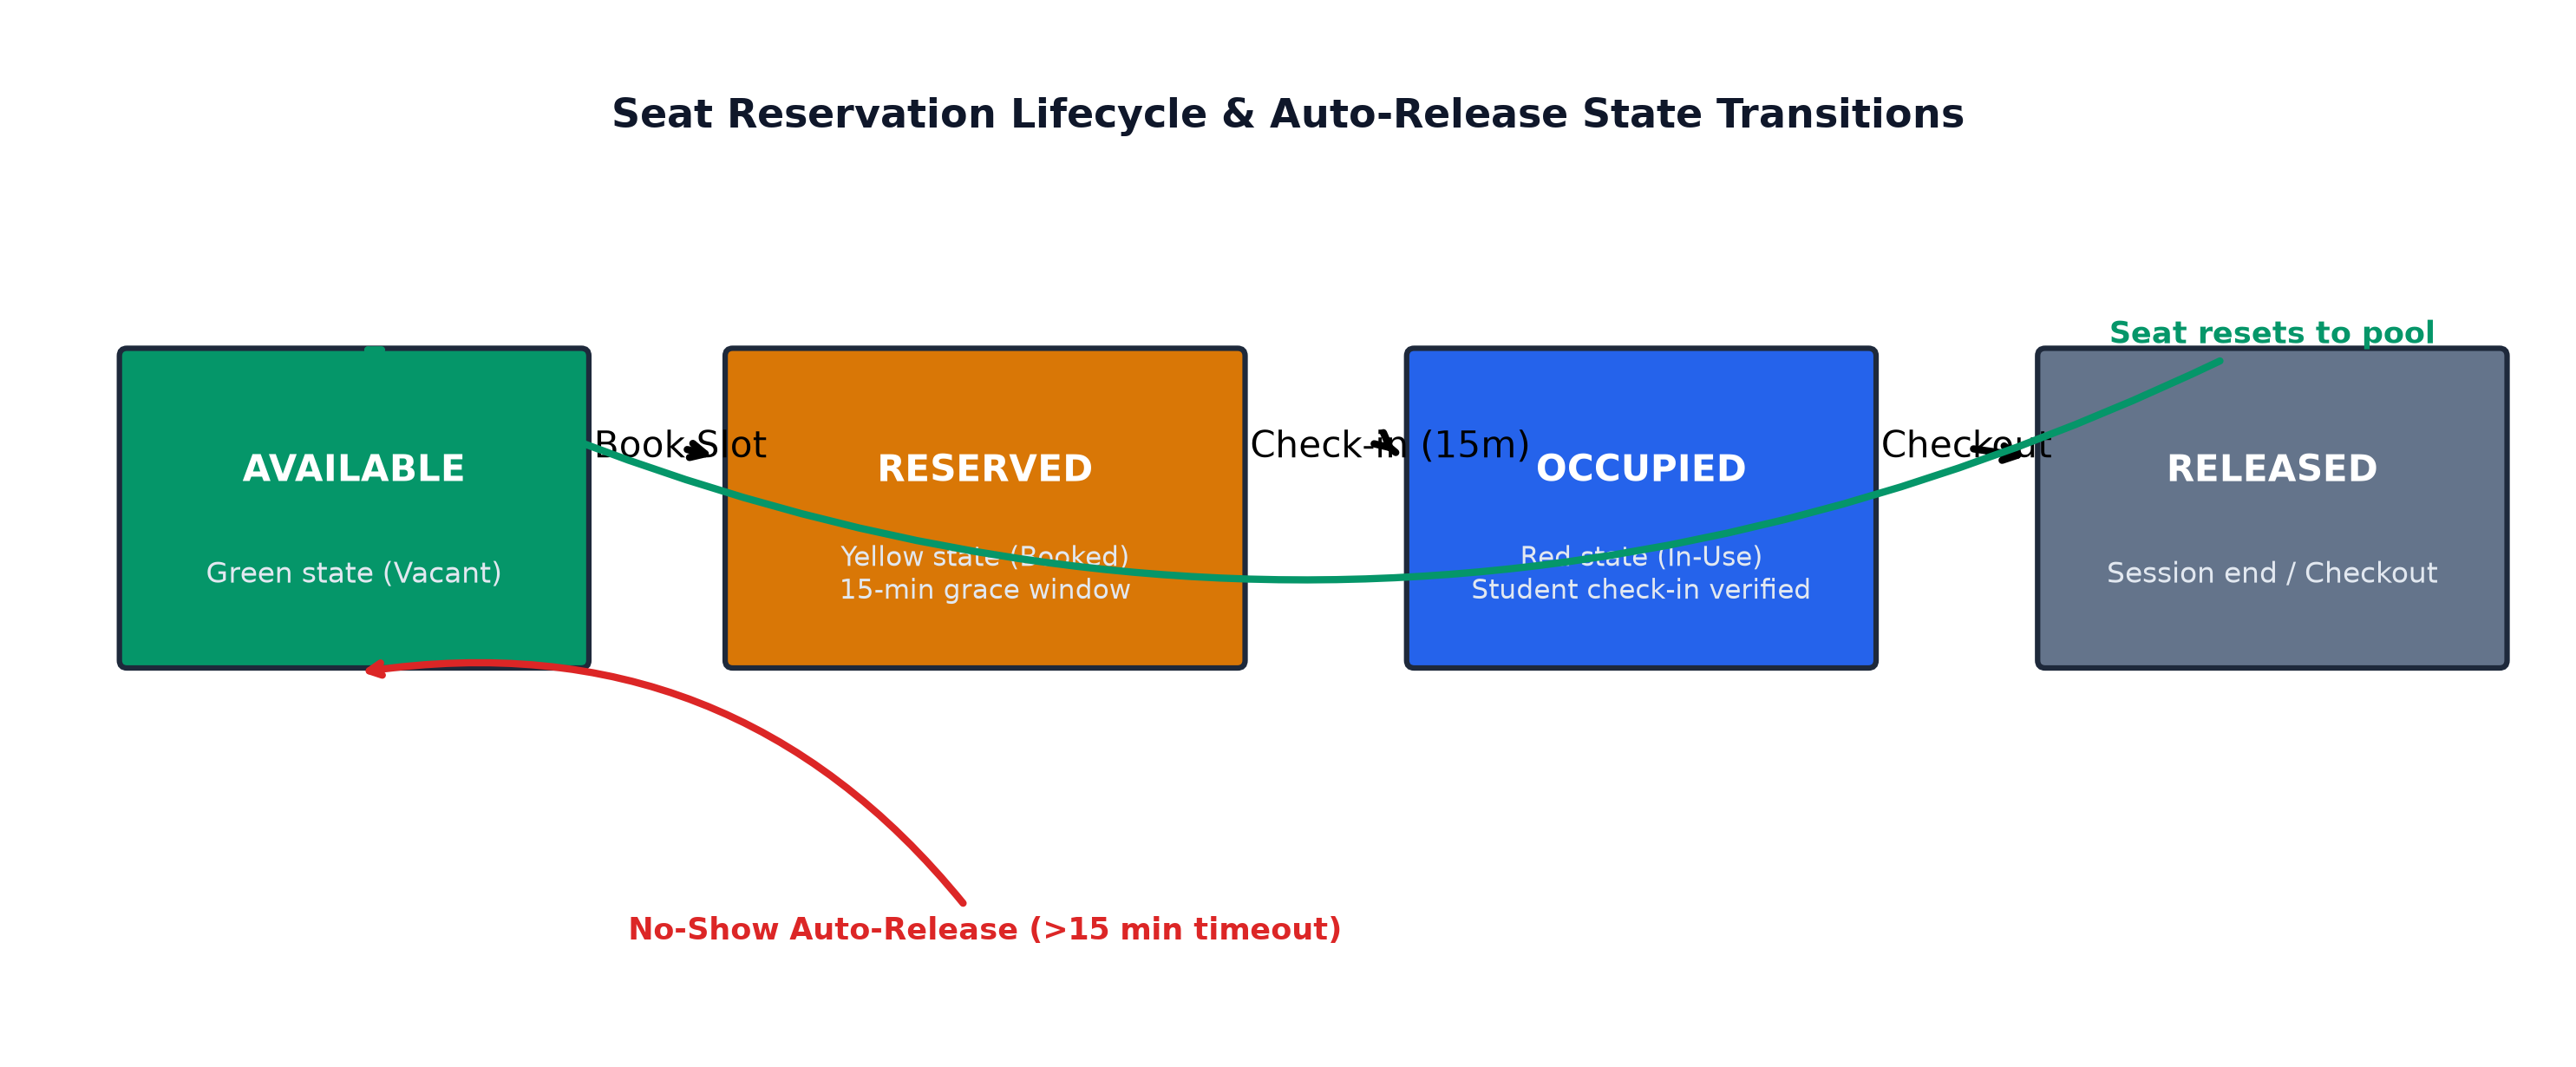 Seat Reservation Lifecycle & Auto-Release State Transitions
Seat resets to pool
AVAILABLE
Green state (Vacant)
Book Slot
RESERVED
Yellow state (Booked)
15-min grace window
Check-in (15m)
OCCUPIED
Red state (In-Use)
Student check-in verified
Checkout
RELEASED
Session end / Checkout
No-Show Auto-Release (>15 min timeout)